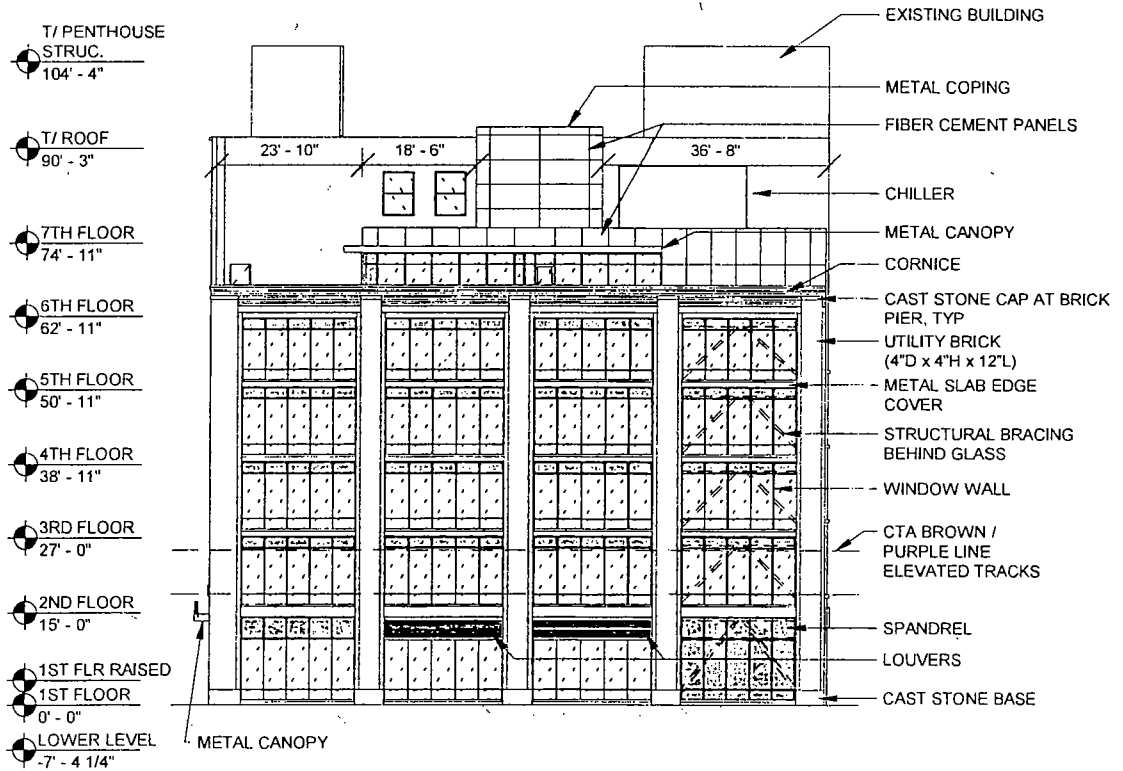 T/ PENTHOUSE
STRUC.
104' - 4"
T/ ROOF
90' - 3"
7TH FLOOR
74' - 11"
6TH FLOOR
62' - 11"
5TH FLOOR
50' - 11"
4TH FLOOR
38' - 11"
3RD FLOOR
27' - 0"
2ND FLOOR
15' - 0"
1ST FLR RAISED
1ST FLOOR
0' - 0"
LOWER LEVEL
-7' - 4 1/4"
METAL CANOPY
23' - 10"
18' - 6"
36' - 8"
EXISTING BUILDING
METAL COPING
FIBER CEMENT PANELS
CHILLER
METAL CANOPY
CORNICE
CAST STONE CAP AT BRICK
PIER, TYP
UTILITY BRICK
(4"D x 4"H x 12"L)
METAL SLAB EDGE
COVER
STRUCTURAL BRACING
BEHIND GLASS
WINDOW WALL
CTA BROWN /
PURPLE LINE
ELEVATED TRACKS
SPANDREL
LOUVERS
CAST STONE BASE